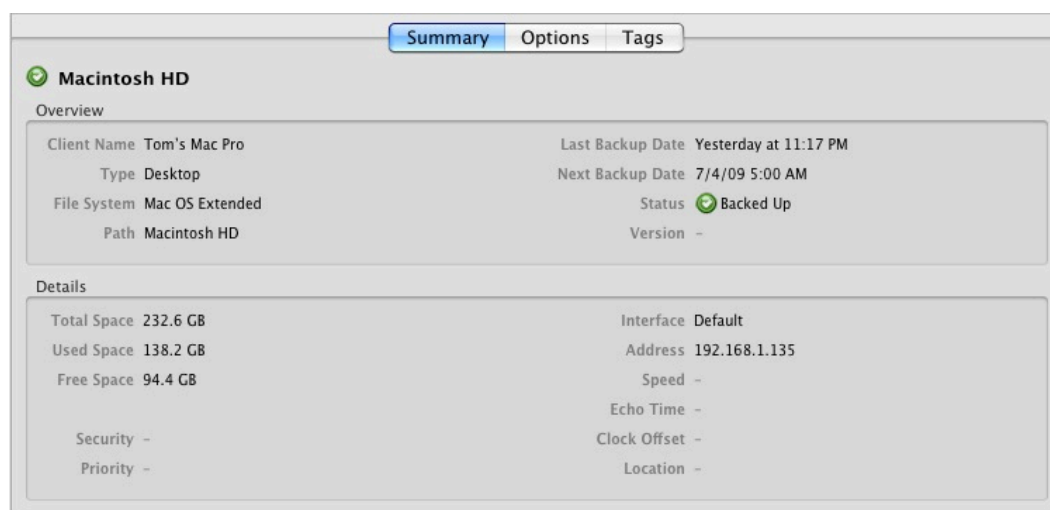 Summary Options Tags
Macintosh HD
Overview
Client Name Tom's Mac Pro
Type Desktop
File System Mac OS Extended
Path Macintosh HD
Last Backup Date Yesterday at 11:17 PM
Next Backup Date 7/4/09 5:00 AM
Status Backed Up
Version -
Details
Total Space 232.6 GB
Used Space 138.2 GB
Free Space 94.4 GB
Security -
Priority -
Interface Default
Address 192.168.1.135
Speed -
Echo Time -
Clock Offset -
Location -